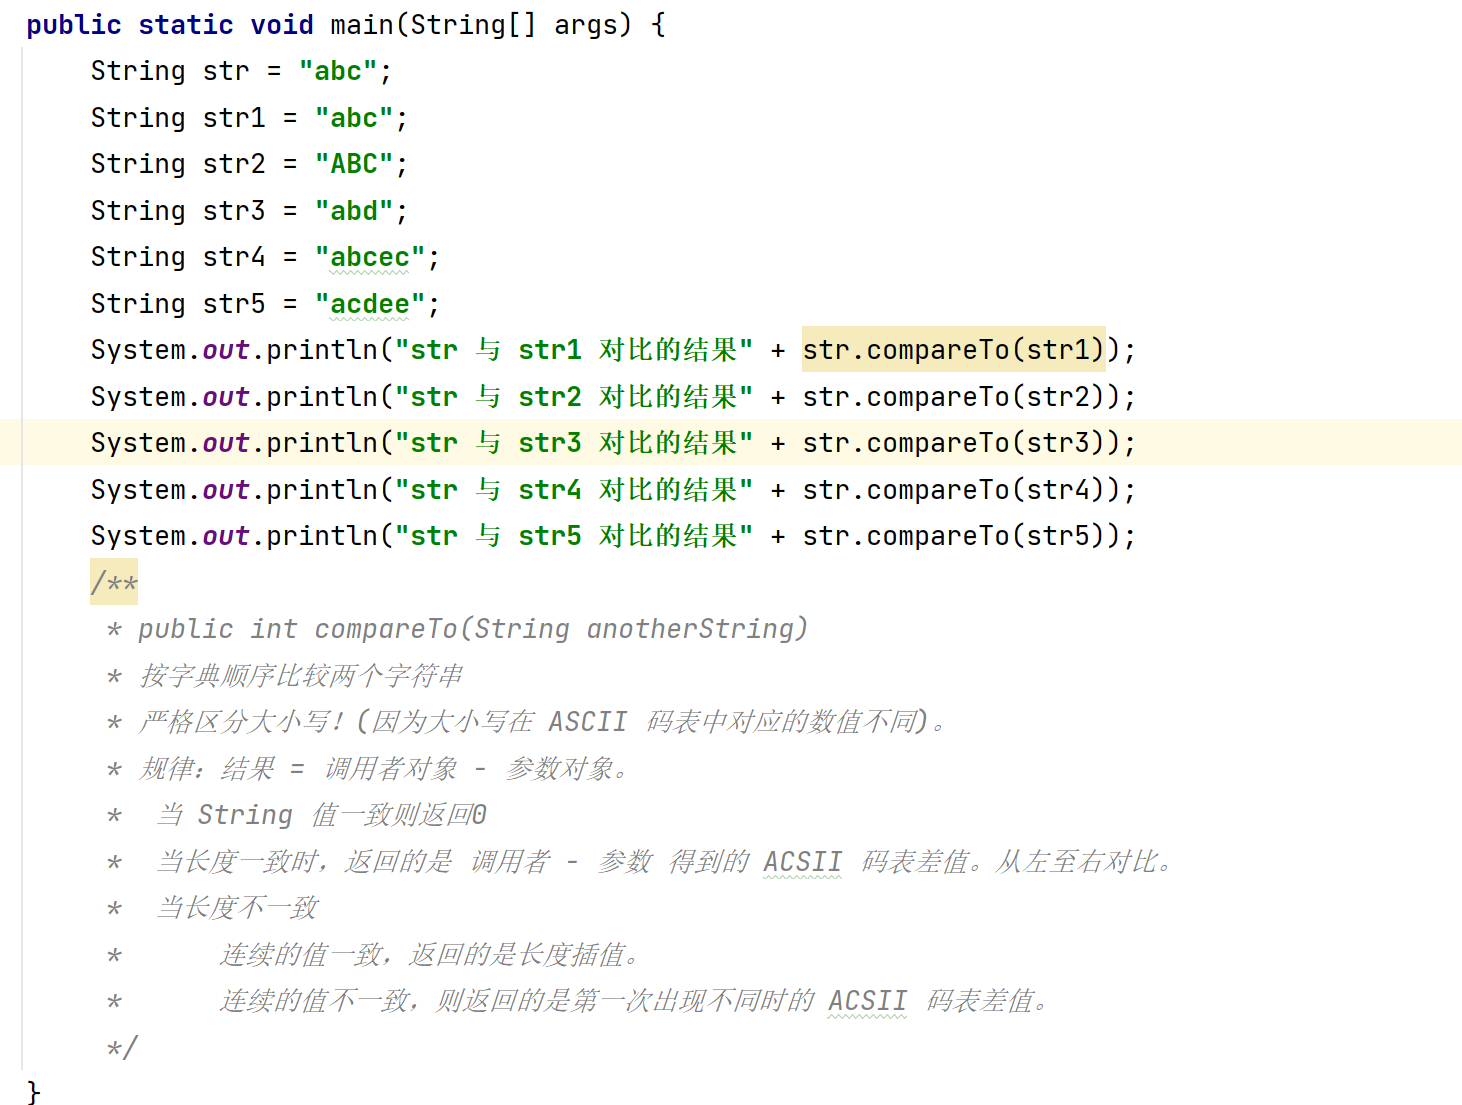 public static void main(String[] args) {
String str = "abc";
String str1 = "abc";
String str2 = "ABC";
String str3 = "abd";
String str4 = "abcec";
String str5 = "acdee";
System.out.println("str 与 str1 对比的结果" + str.compareTo(str1));
System.out.println("str 与 str2 对比的结果" + str.compareTo(str2));
System.out.println("str 与 str3 对比的结果" + str.compareTo(str3));
System.out.println("str 与 str4 对比的结果" + str.compareTo(str4));
System.out.println("str 与 str5 对比的结果" + str.compareTo(str5));
/**
* public int compareTo(String anotherString)
* 按字典顺序比较两个字符串
* 严格区分大小写！(因为大小写在 ASCII 码表中对应的数值不同)。
* 规律：结果 = 调用者对象 - 参数对象。
* 当 String 值一致则返回0
* 当长度一致时，返回的是 调用者 - 参数 得到的 ACSII 码表差值。从左至右对比。
* 当长度不一致
* 连续的值一致，返回的是长度插值。
* 连续的值不一致，则返回的是第一次出现不同时的 ACSII 码表差值。
*/
}